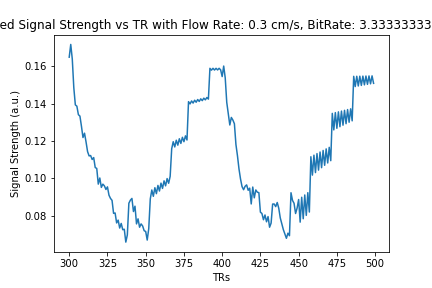 ed Signal Strength vs TR with Flow Rate: 0.3 cm/s, BitRate: 3.33333333
Signal Strength (a.u.)
0.16
0.14
0.12
0.10
0.08
300 325 350 375 400 425 450 475 500
TRs